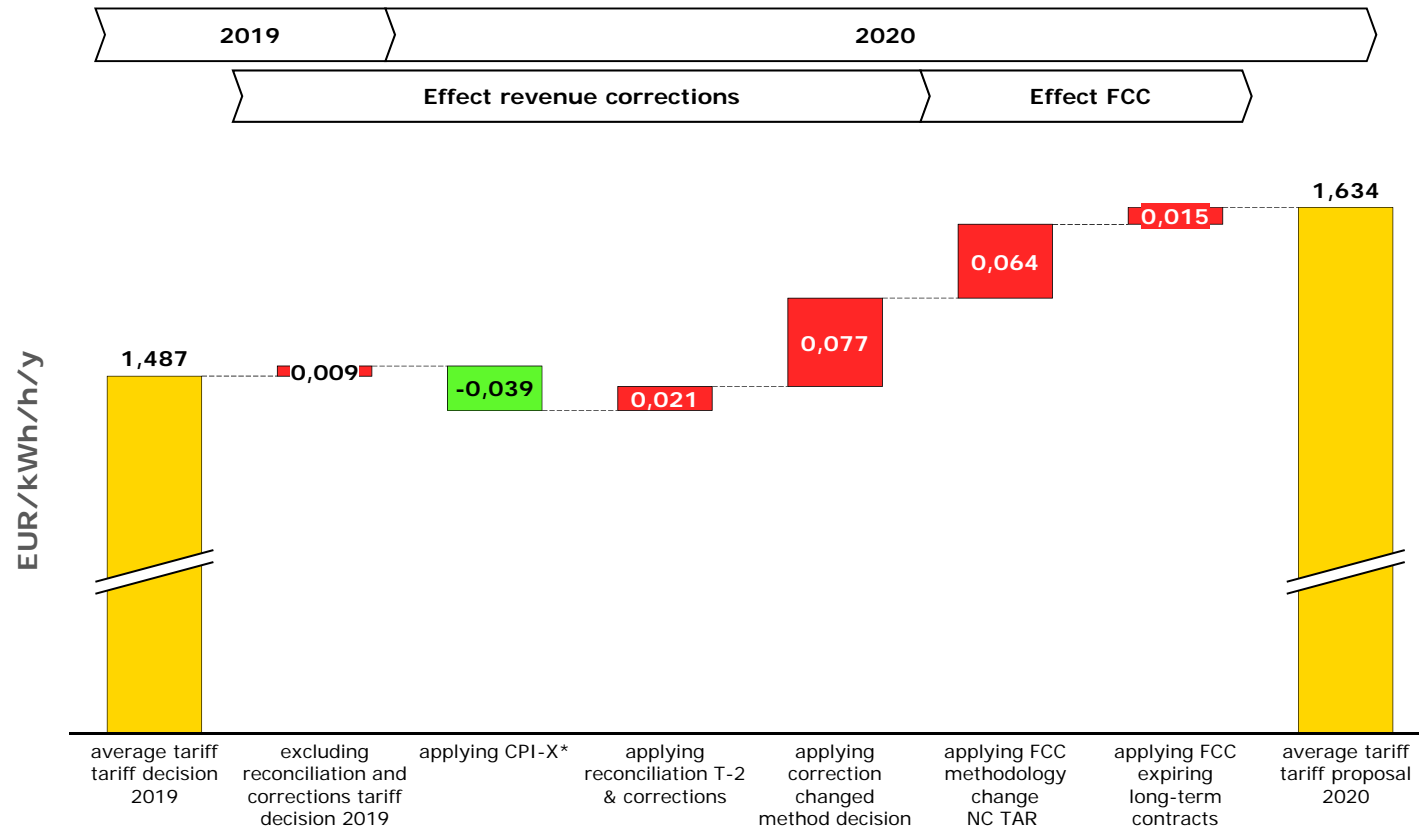 2019
2020
Effect revenue corrections
Effect FCC
1,634
0,015
0,064
0,077
1,487
0,009
-0,039
0,021
EUR/kWh/h/y
average tariff
tariff decision
2019
excluding
reconciliation and
corrections tariff
decision 2019
applying CPI-X*
applying
reconciliation T-2
& corrections
applying
correction
changed
method decision
applying FCC
methodology
change
NC TAR
applying FCC
expiring
long-term
contracts
average tariff
tariff proposal
2020